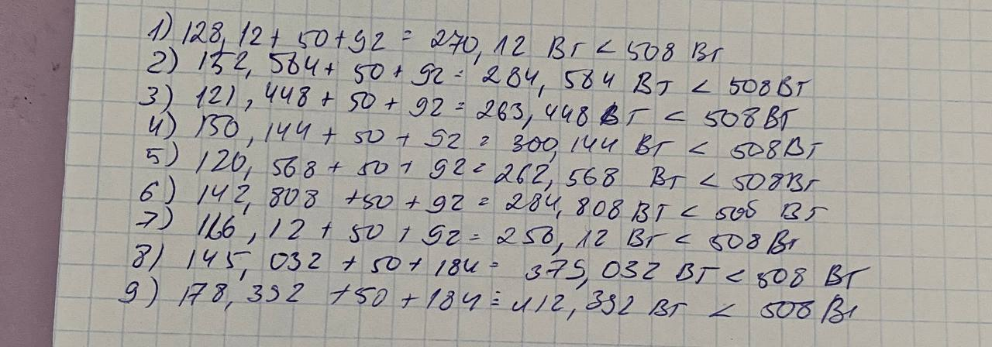 1) 128,12 + 50 + 92 = 270,12 Вт < 508 Вт
2) 152,584 + 50 + 92 = 284,584 Вт < 508 Вт
3) 121,448 + 50 + 92 = 263,448 Вт < 508 Вт
4) 150,144 + 50 + 92 = 300,144 Вт < 508 Вт
5) 120,568 + 50 + 92 = 262,568 Вт < 508 Вт
6) 142,808 + 50 + 92 = 284,808 Вт < 508 Вт
7) 116,12 + 50 + 92 = 258,12 Вт < 508 Вт
8) 145,032 + 50 + 184 = 379,032 Вт < 508 Вт
9) 178,392 + 50 + 184 = 412,392 Вт < 508 Вт